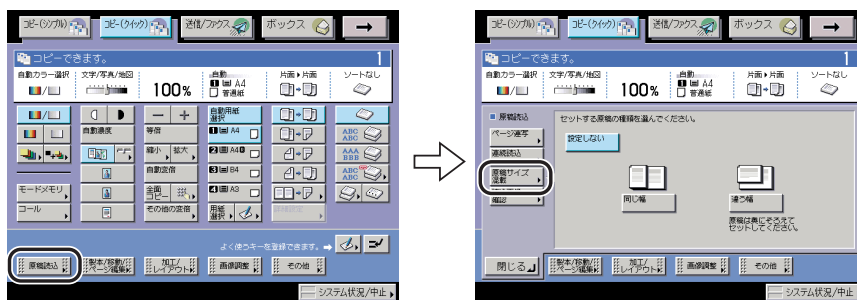 コピー(シンプル) コピー(クイック) 送信/ファクス ボックス →
コピーできます。 1
自動カラー選択 文字/写真/地図 100% 自動 1 A4 普通紙 片面▶片面 ソートなし
自動用紙選択
自動濃度 等倍 1 A4 ABC ABC
縮小 拡大 2 A4 AAA BBB
自動変倍 3 B4 ABC ABC
モードメモリ 全面コピー 4 A3
コール その他の変倍 用紙選択
よく使うキーを登録できます。→
原稿読込 製本/移動/ページ編集 加工/レイアウト 画像調整 その他
システム状況/中止
コピー(シンプル) コピー(クイック) 送信/ファクス ボックス →
コピーできます。 1
自動カラー選択 文字/写真/地図 100% 自動 1 A4 普通紙 片面▶片面 ソートなし
原稿読込 セットする原稿の種類を選んでください。
ページ連写 設定しない
連続読込
原稿サイズ混載
確認 同じ幅 違う幅
原稿は奥にそろえて
セットしてください。
閉じる 製本/移動/ページ編集 加工/レイアウト 画像調整 その他
システム状況/中止